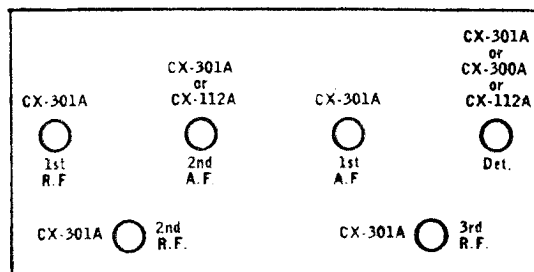 CX-301A
1st
R.F
CX-301A
or
CX-112A
2nd
A.F.
CX-301A
1st
A.F
CX-301A
or
CX-300A
or
CX-112A
Det.
CX-301A
2nd
R.F.
CX-301A
3rd
R.F.